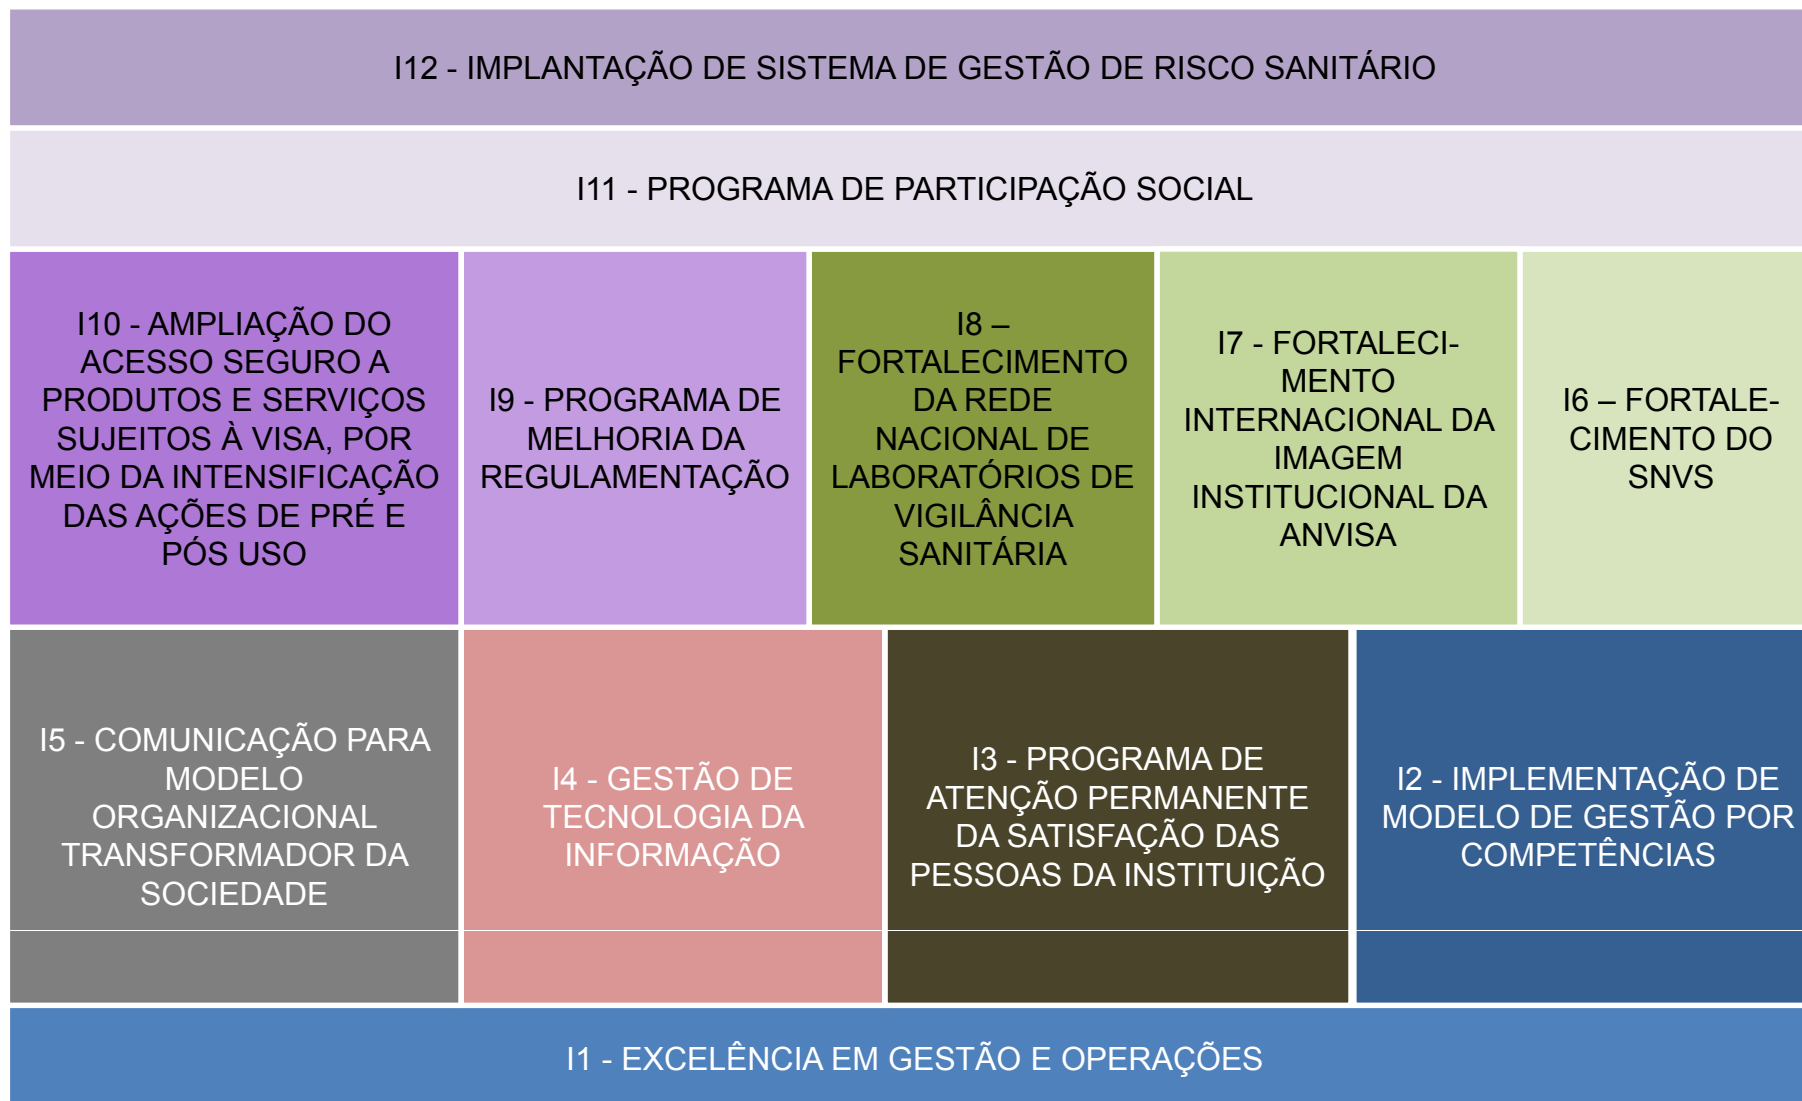 I12 - IMPLANTAÇÃO DE SISTEMA DE GESTÃO DE RISCO SANITÁRIO
I11 - PROGRAMA DE PARTICIPAÇÃO SOCIAL
I10 - AMPLIAÇÃO DO
ACESSO SEGURO A
PRODUTOS E SERVIÇOS
SUJEITOS À VISA, POR
MEIO DA INTENSIFICAÇÃO
DAS AÇÕES DE PRÉ E
PÓS USO
I9 - PROGRAMA DE
MELHORIA DA
REGULAMENTAÇÃO
I8 –
FORTALECIMENTO
DA REDE
NACIONAL DE
LABORATÓRIOS DE
VIGILÂNCIA
SANITÁRIA
I7 - FORTALECI-
MENTO
INTERNACIONAL DA
IMAGEM
INSTITUCIONAL DA
ANVISA
I6 – FORTALE-
CIMENTO DO
SNVS
I5 - COMUNICAÇÃO PARA
MODELO
ORGANIZACIONAL
TRANSFORMADOR DA
SOCIEDADE
I4 - GESTÃO DE
TECNOLOGIA DA
INFORMAÇÃO
I3 - PROGRAMA DE
ATENÇÃO PERMANENTE
DA SATISFAÇÃO DAS
PESSOAS DA INSTITUIÇÃO
I2 - IMPLEMENTAÇÃO DE
MODELO DE GESTÃO POR
COMPETÊNCIAS
I1 - EXCELÊNCIA EM GESTÃO E OPERAÇÕES